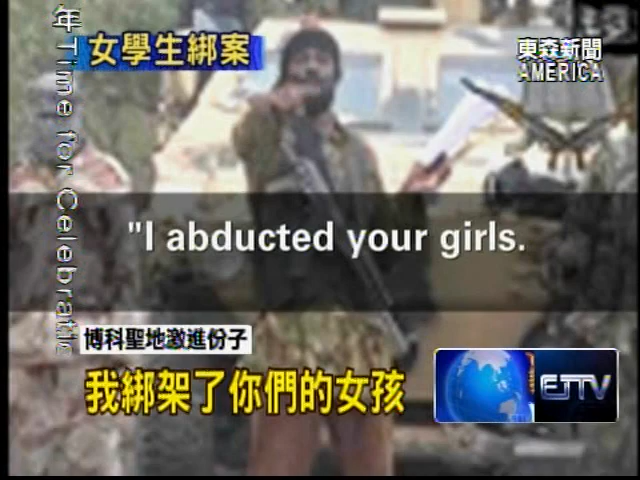 年 Time for Celebratio
女學生綁案
東森新聞
AMERICA
"I abducted your girls.
博科聖地激進份子
我綁架了你們的女孩
EJTV